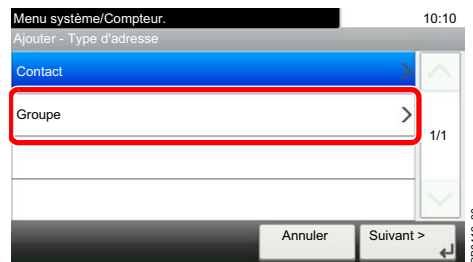 Menu système/Compteur. 10:10
Ajouter - Type d'adresse
Contact
Groupe
1/1
Annuler Suivant >